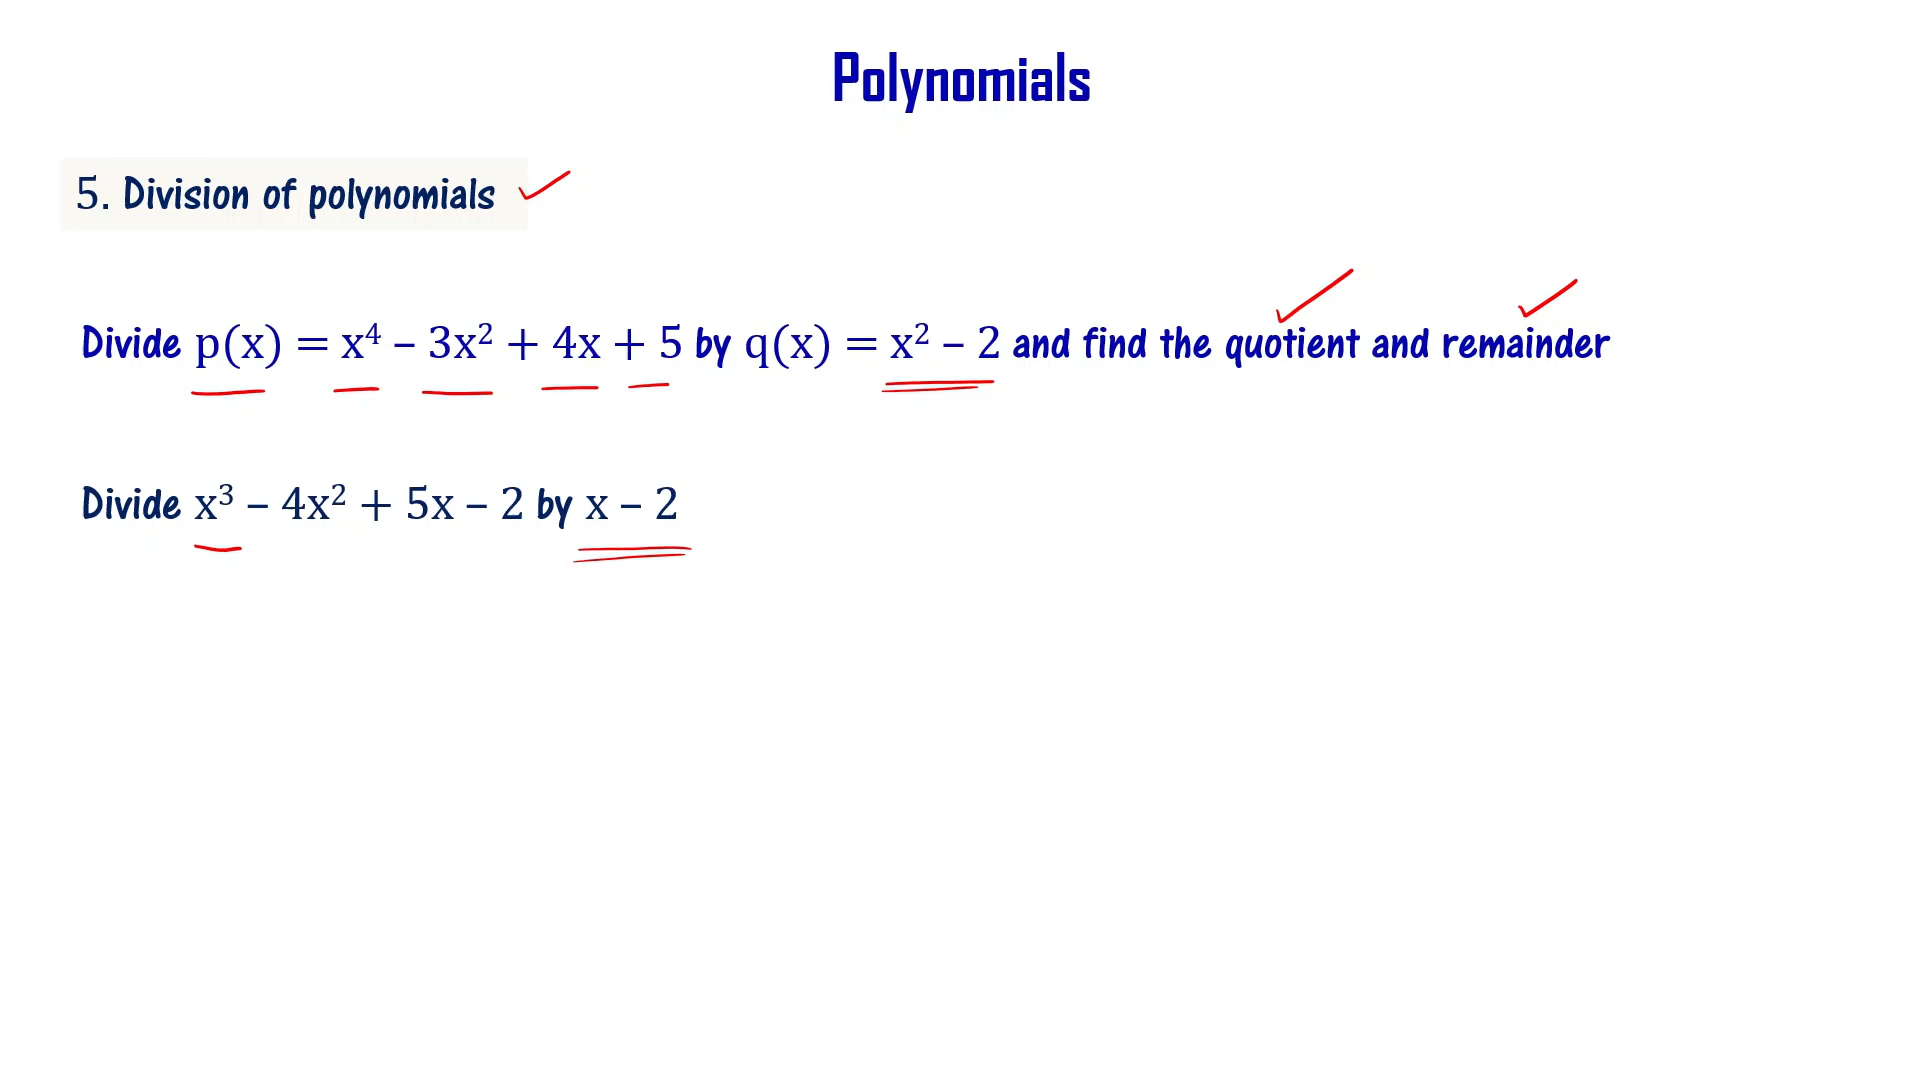 Polynomials
5. Division of polynomials
Divide p(x) = x⁴ – 3x² + 4x + 5 by q(x) = x² – 2 and find the quotient and remainder
Divide x³ – 4x² + 5x – 2 by x – 2